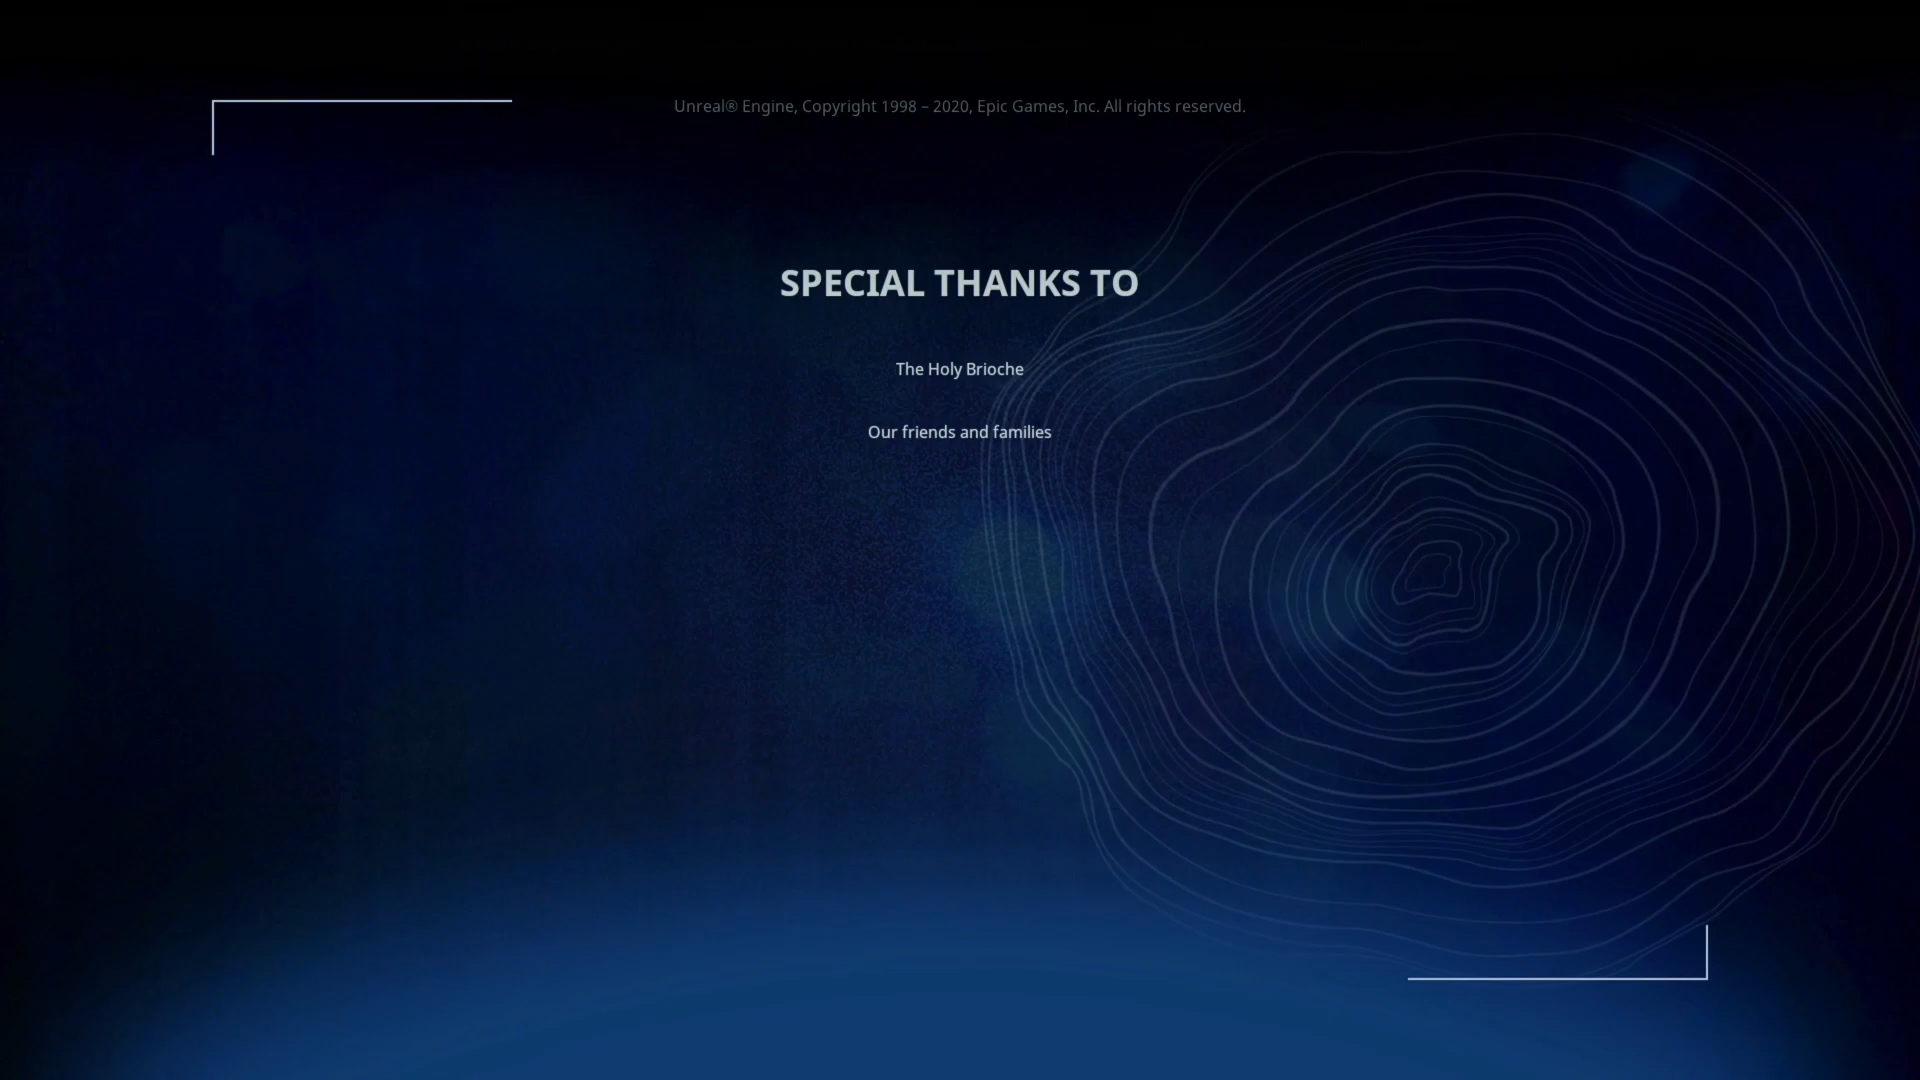 Unreal® Engine, Copyright 1998 – 2020, Epic Games, Inc. All rights reserved.
SPECIAL THANKS TO
The Holy Brioche
Our friends and families